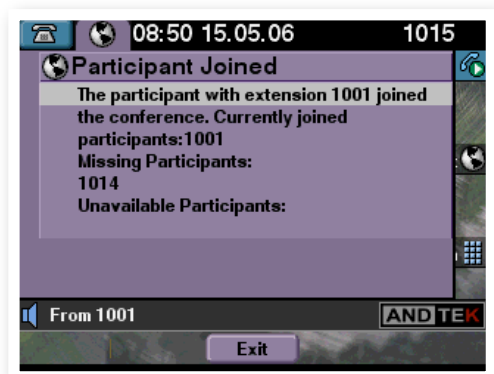 08:50 15.05.06 1015
Participant Joined
The participant with extension 1001 joined
the conference. Currently joined
participants:1001
Missing Participants:
1014
Unavailable Participants:
From 1001 ANDTEK
Exit